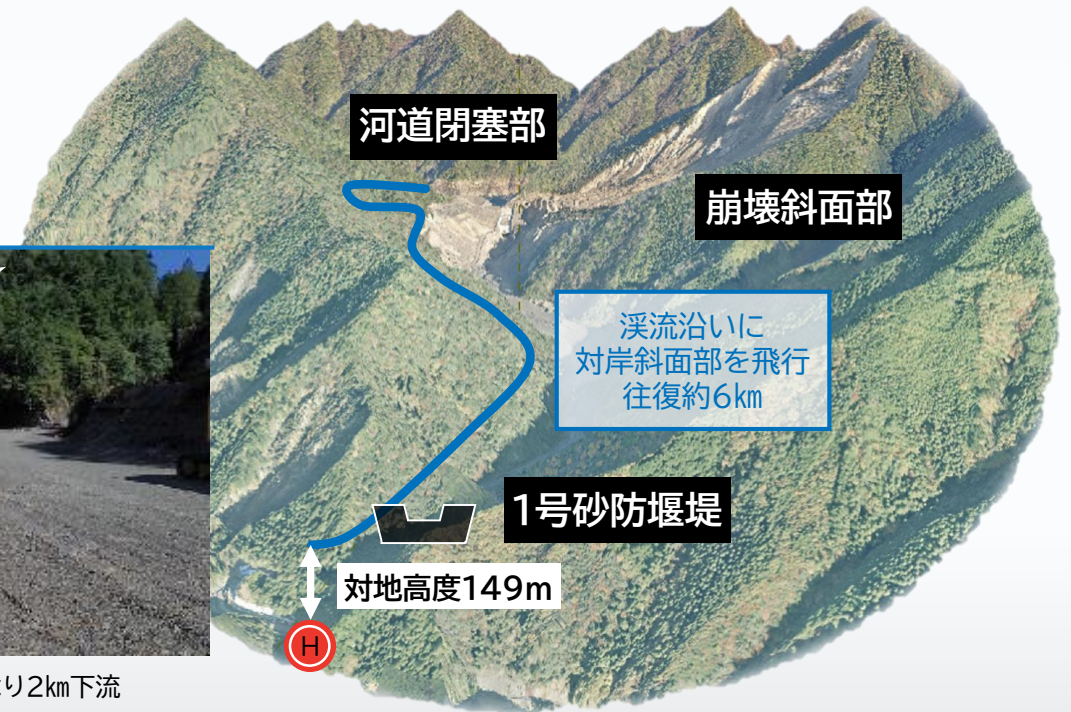 河道閉塞部
崩壊斜面部
渓流沿いに
対岸斜面部を飛行
往復約6㎞
1号砂防堰堤
対地高度149m
H
り2㎞下流